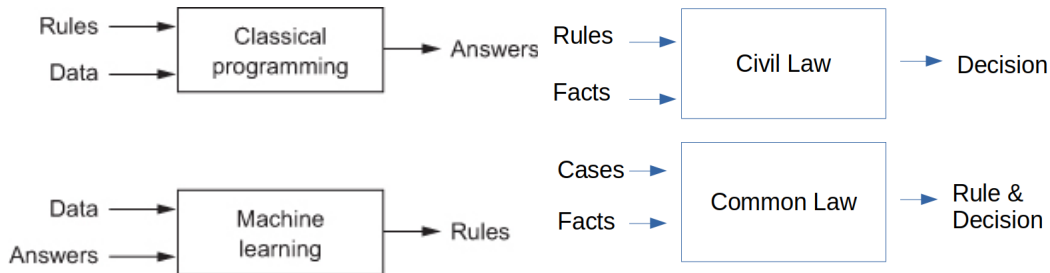 Rules
Data
Classical
programming
Answers
Rules
Facts
Civil Law
Decision
Data
Answers
Machine
learning
Rules
Cases
Facts
Common Law
Rule &
Decision